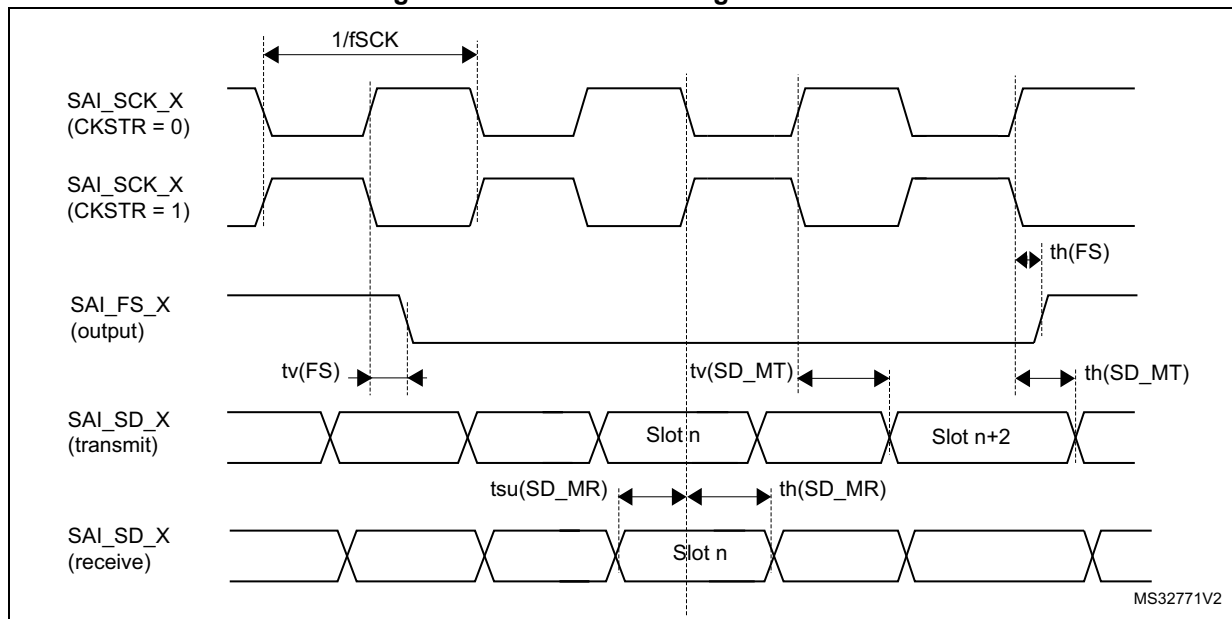 1/fSCK
SAI_SCK_X
(CKSTR = 0)
SAI_SCK_X
(CKSTR = 1)
th(FS)
SAI_FS_X
(output)
tv(FS)
tv(SD_MT)
th(SD_MT)
SAI_SD_X
(transmit)
Slot n
Slot n+2
tsu(SD_MR)
th(SD_MR)
SAI_SD_X
(receive)
Slot n
MS32771V2